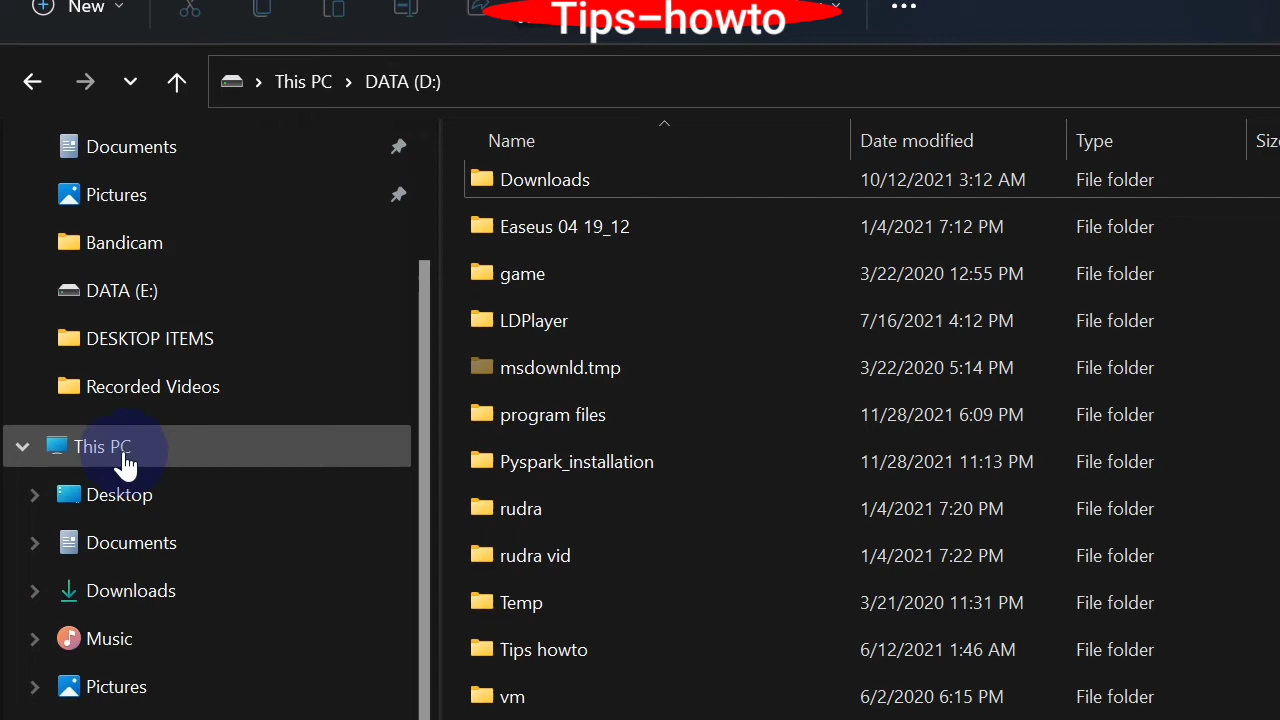 New
Tips-howto
This PC > DATA (D:)
Documents
Pictures
Bandicam
DATA (E:)
DESKTOP ITEMS
Recorded Videos
This PC
Desktop
Documents
Downloads
Music
Pictures
Name Date modified Type
Downloads 10/12/2021 3:12 AM File folder
Easeus 04 19_12 1/4/2021 7:12 PM File folder
game 3/22/2020 12:55 PM File folder
LDPlayer 7/16/2021 4:12 PM File folder
msdownld.tmp 3/22/2020 5:14 PM File folder
program files 11/28/2021 6:09 PM File folder
Pyspark_installation 11/28/2021 11:13 PM File folder
rudra 1/4/2021 7:20 PM File folder
rudra vid 1/4/2021 7:22 PM File folder
Temp 3/21/2020 11:31 PM File folder
Tips howto 6/12/2021 1:46 AM File folder
vm 6/2/2020 6:15 PM File folder